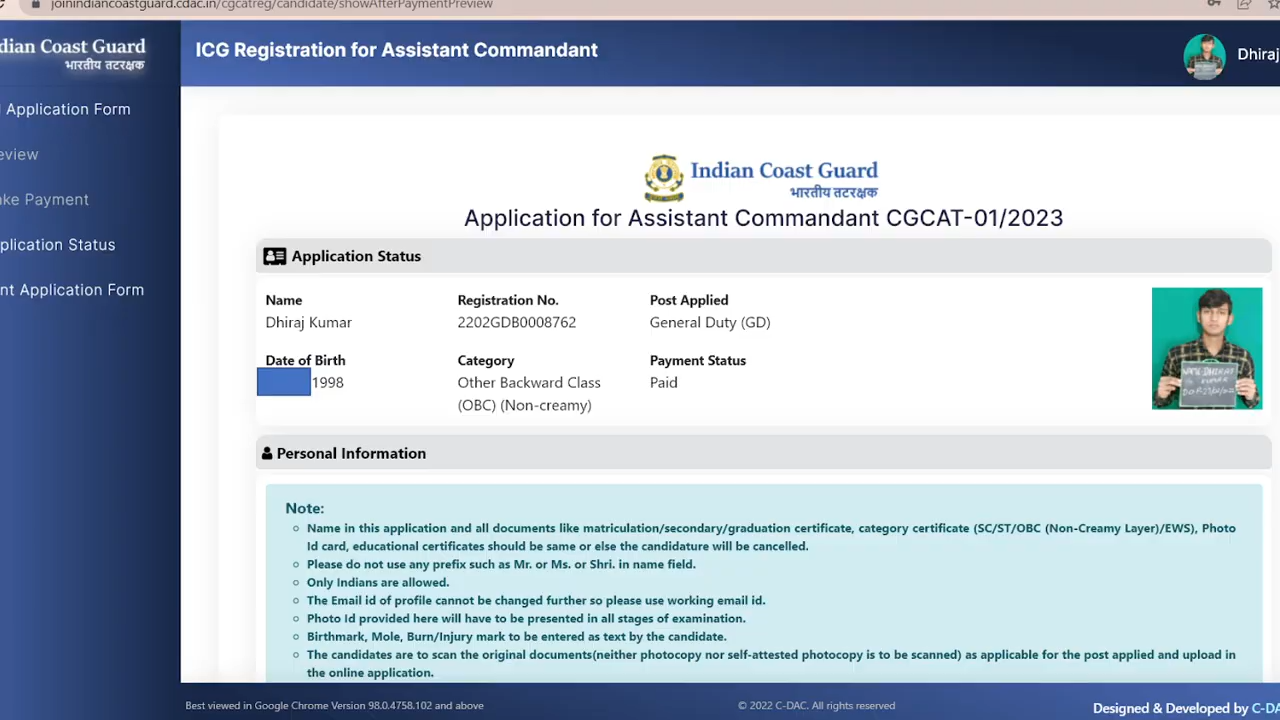 joinindiancoastguard.cdac.in/cgcatreg/candidate/showAfterPaymentPreview
dian Coast Guard
भारतीय तटरक्षक
ICG Registration for Assistant Commandant
Dhiraj
Application Form
eview
ake Payment
plication Status
nt Application Form
Indian Coast Guard
भारतीय तटरक्षक
Application for Assistant Commandant CGCAT-01/2023
Application Status
Name
Registration No.
Post Applied
Dhiraj Kumar
2202GDB0008762
General Duty (GD)
Date of Birth
Category
Payment Status
1998
Other Backward Class
(OBC) (Non-creamy)
Paid
Personal Information
Note:
Name in this application and all documents like matriculation/secondary/graduation certificate, category certificate (SC/ST/OBC (Non-Creamy Layer)/EWS), Photo
Id card, educational certificates should be same or else the candidature will be cancelled.
Please do not use any prefix such as Mr. or Ms. or Shri. in name field.
Only Indians are allowed.
The Email id of profile cannot be changed further so please use working email id.
Photo Id provided here will have to be presented in all stages of examination.
Birthmark, Mole, Burn/Injury mark to be entered as text by the candidate.
The candidates are to scan the original documents(neither photocopy nor self-attested photocopy is to be scanned) as applicable for the post applied and upload in
the online application.
Best viewed in Google Chrome Version 98.0.4758.102 and above
© 2022 C-DAC. All rights reserved
Designed & Developed by C-DA